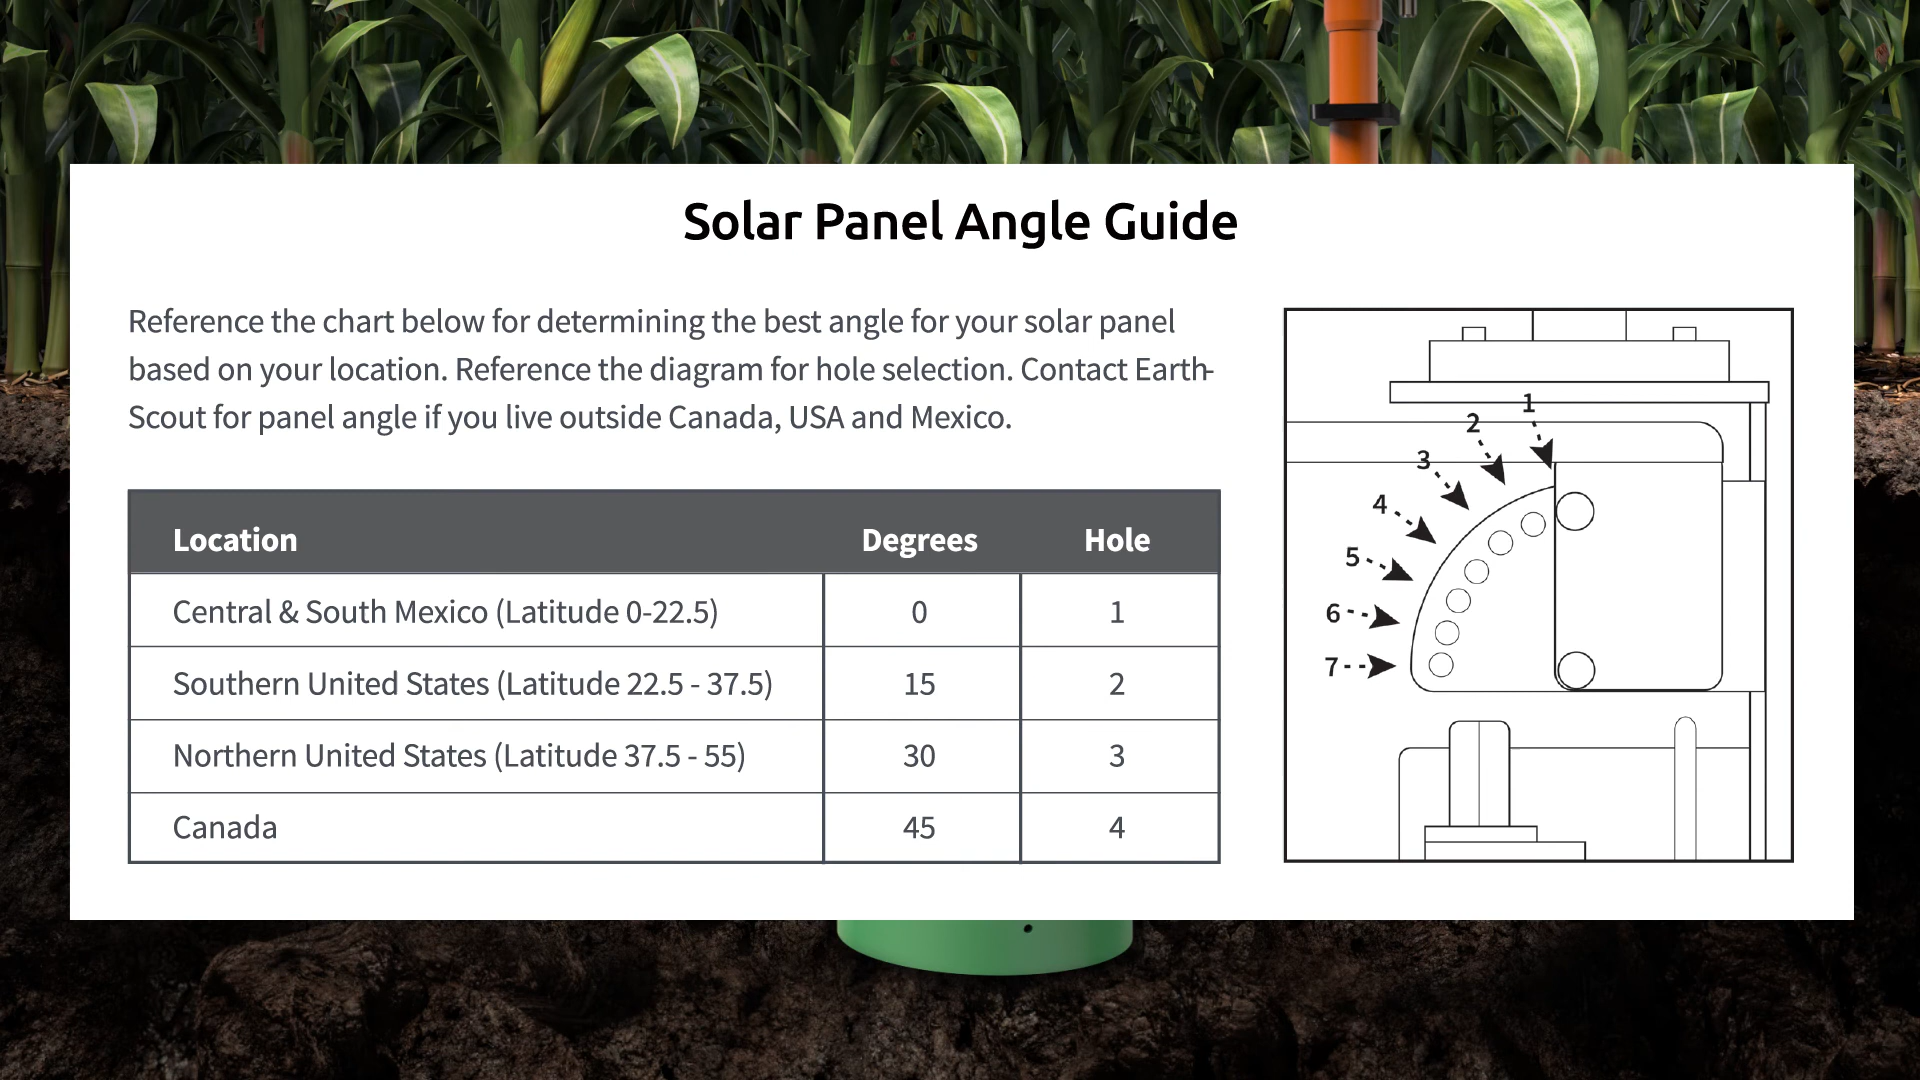 Solar Panel Angle Guide
Reference the chart below for determining the best angle for your solar panel
based on your location. Reference the diagram for hole selection. Contact Earth-
Scout for panel angle if you live outside Canada, USA and Mexico.
Location Degrees Hole
Central & South Mexico (Latitude 0-22.5) 0 1
Southern United States (Latitude 22.5 - 37.5) 15 2
Northern United States (Latitude 37.5 - 55) 30 3
Canada 45 4
1
2
3
4
5
6
7